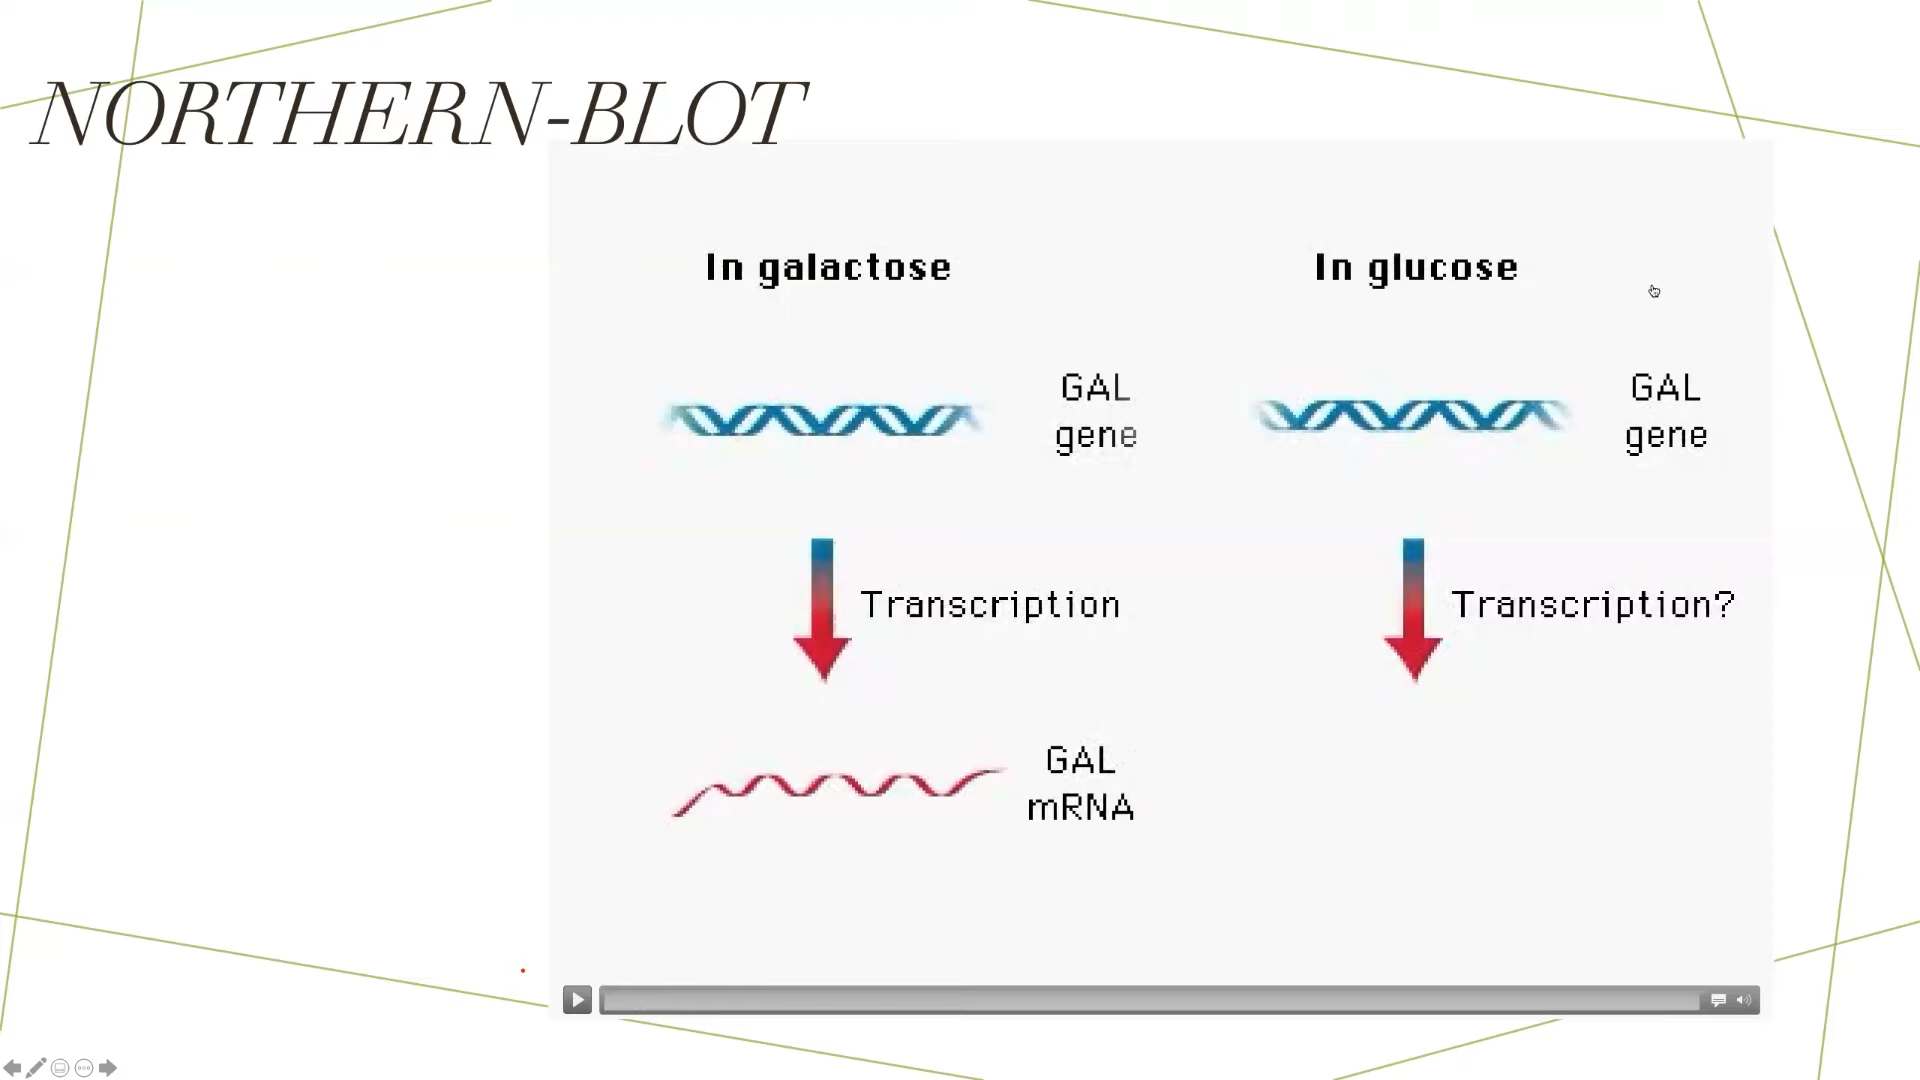 NORTHERN-BLOT
In galactose
In glucose
GAL
gene
GAL
gene
Transcription
Transcription?
GAL
mRNA